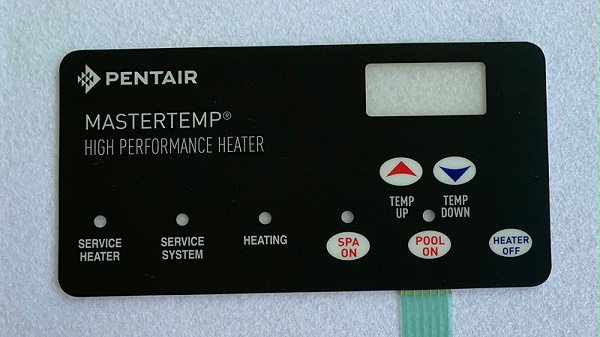 PENTAIR
MASTERTEMP®
HIGH PERFORMANCE HEATER
TEMP
UP
TEMP
DOWN
SERVICE
HEATER
SERVICE
SYSTEM
HEATING
SPA
ON
POOL
ON
HEATER
OFF